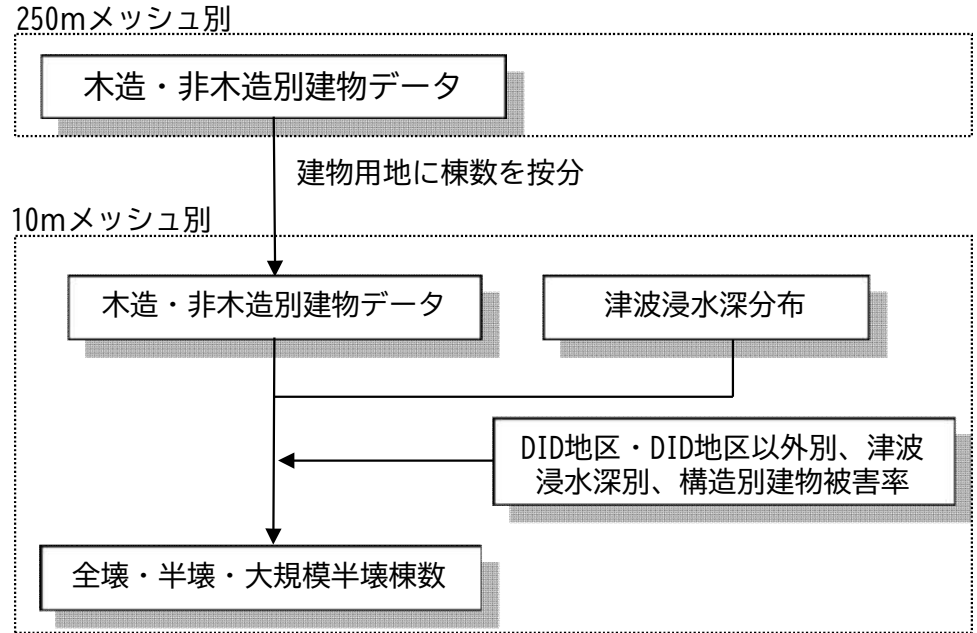 250mメッシュ別
木造・非木造別建物データ
建物用地に棟数を按分
10mメッシュ別
木造・非木造別建物データ
津波浸水深分布
DID地区・DID地区以外別、津波
浸水深別、構造別建物被害率
全壊・半壊・大規模半壊棟数